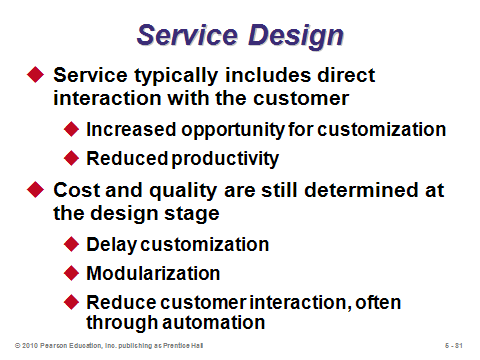 Service Design
Service typically includes direct
interaction with the customer
Increased opportunity for customization
Reduced productivity
Cost and quality are still determined at
the design stage
Delay customization
Modularization
Reduce customer interaction, often
through automation
© 2010 Pearson Education, Inc. publishing as Prentice Hall
6 - 81